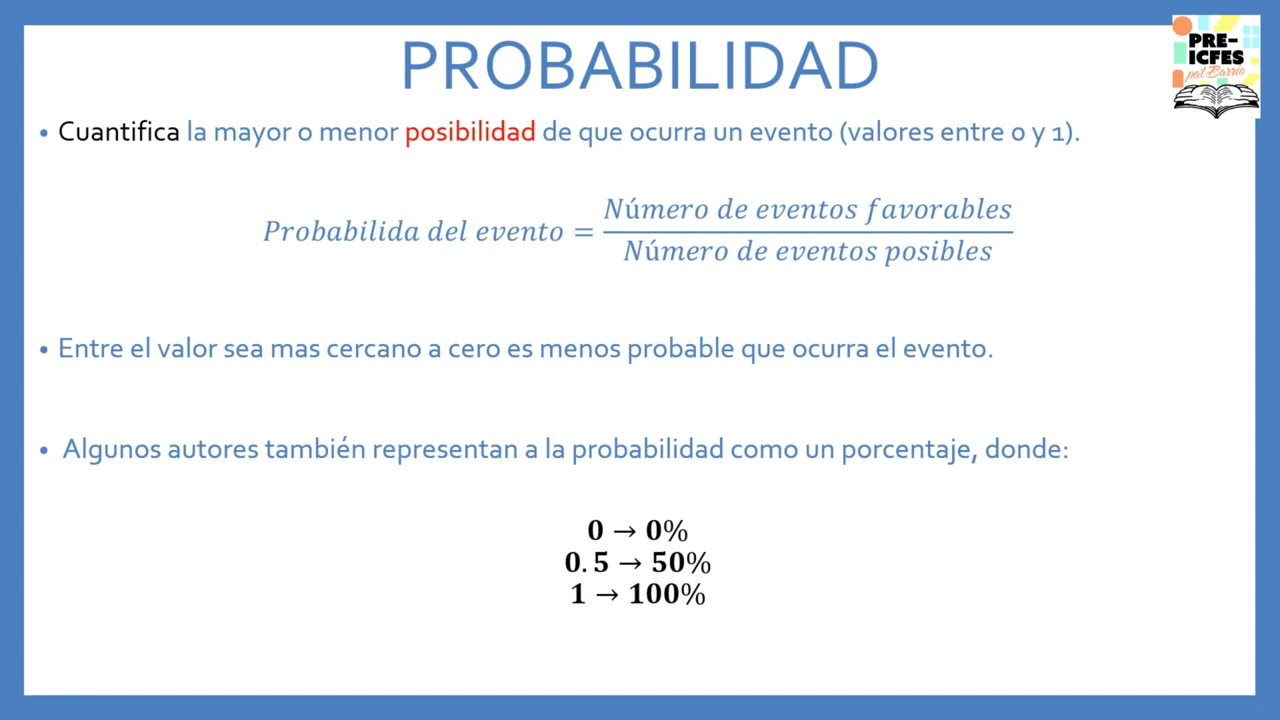 PROBABILIDAD
PRE-
ICFES
pa'l Barrio
• Cuantifica la mayor o menor posibilidad de que ocurra un evento (valores entre 0 y 1).
Probabilida del evento = Número de eventos favorables / Número de eventos posibles
• Entre el valor sea mas cercano a cero es menos probable que ocurra el evento.
• Algunos autores también representan a la probabilidad como un porcentaje, donde:
0 → 0%
0.5 → 50%
1 → 100%